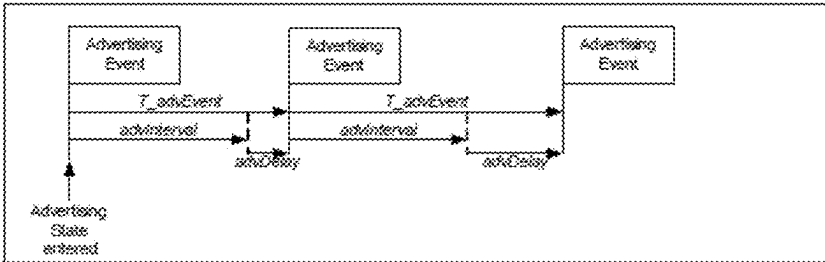 Advertising
Event
Advertising
Event
Advertising
Event
T_advEvent
T_advEvent
advInterval
advInterval
advDelay
advDelay
Advertising
State
entered